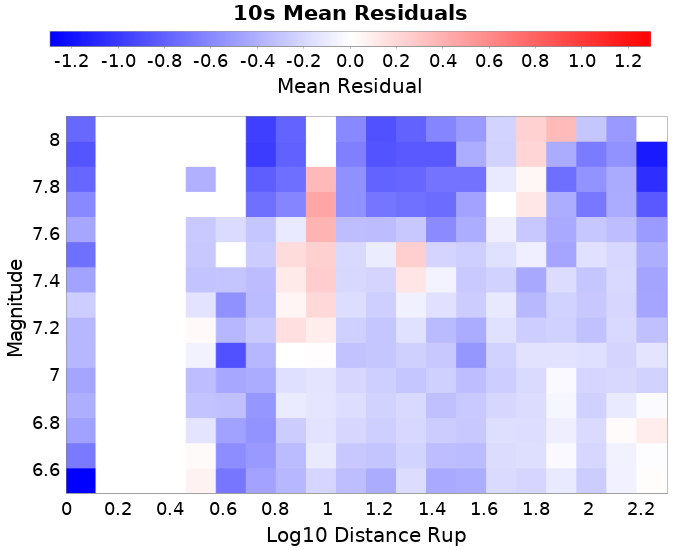 10s Mean Residuals
-1.2 -1.0 -0.8 -0.6 -0.4 -0.2 0.0 0.2 0.4 0.6 0.8 1.0 1.2
Mean Residual
8
7.8
7.6
7.4
7.2
7
6.8
6.6
Magnitude
0 0.2 0.4 0.6 0.8 1 1.2 1.4 1.6 1.8 2 2.2
Log10 Distance Rup